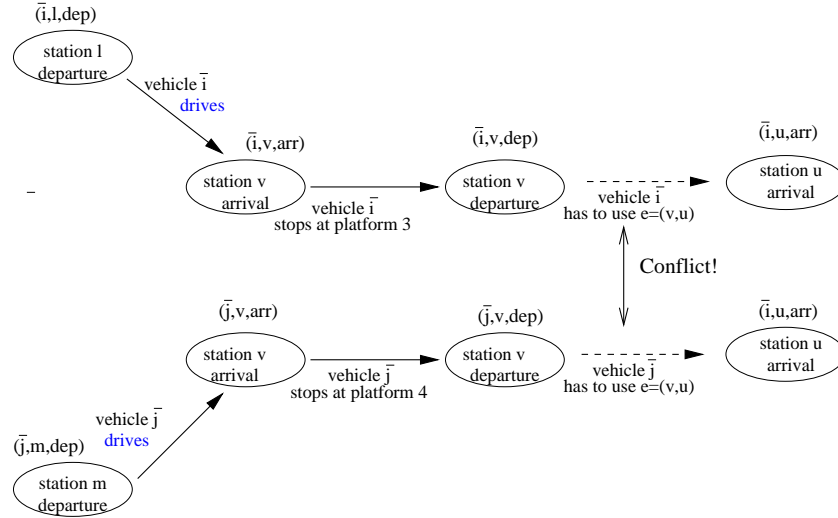 (i̅,l,dep)
station l
departure
vehicle i̅
drives
(i̅,v,arr)
station v
arrival
vehicle i̅
stops at platform 3
(i̅,v,dep)
station v
departure
vehicle i̅
has to use e=(v,u)
(i̅,u,arr)
station u
arrival
Conflict!
(j̅,v,arr)
station v
arrival
vehicle j̅
stops at platform 4
(j̅,v,dep)
station v
departure
vehicle j̅
has to use e=(v,u)
(i̅,u,arr)
station u
arrival
vehicle j̅
drives
(j̅,m,dep)
station m
departure